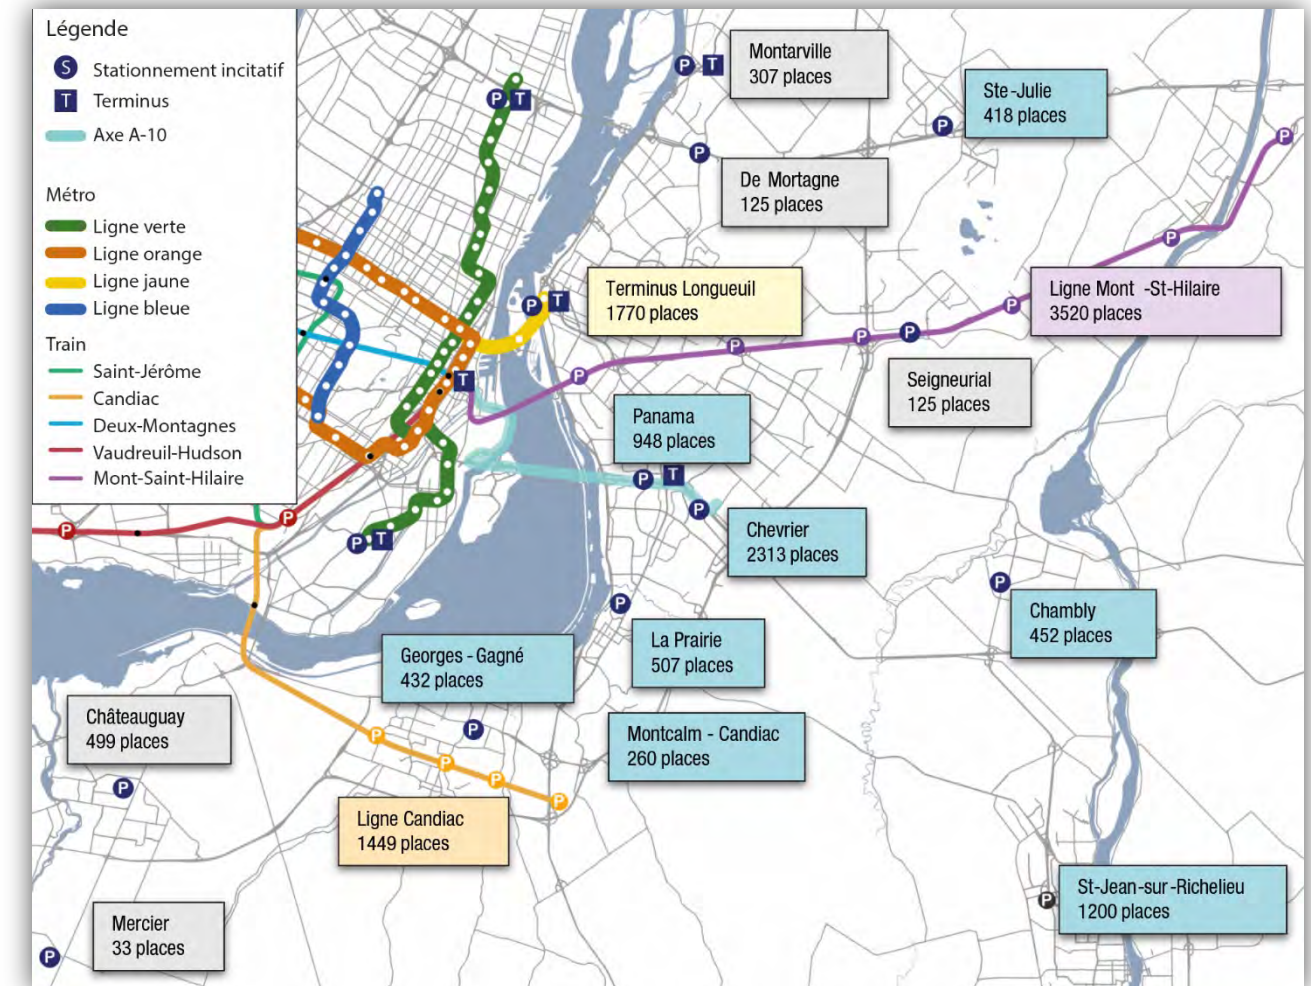 Légende
S Stationnement incitatif
T Terminus
Axe A-10
Métro
Ligne verte
Ligne orange
Ligne jaune
Ligne bleue
Train
Saint-Jérôme
Candiac
Deux-Montagnes
Vaudreuil-Hudson
Mont-Saint-Hilaire
P T
Montarville
307 places
P T
P
Ste-Julie
418 places
P
P
De Mortagne
125 places
P
P T
Terminus Longueuil
1770 places
Ligne Mont -St-Hilaire
3520 places
P
P
P
P
P
T
P
Seigneurial
125 places
Panama
948 places
P T
P
Chevrier
2313 places
P
P
P T
P
Chambly
452 places
P
La Prairie
507 places
Georges - Gagné
432 places
Châteauguay
499 places
P
P
P
P
P
P
Montcalm - Candiac
260 places
P
Ligne Candiac
1449 places
St-Jean-sur-Richelieu
1200 places
P
Mercier
33 places
P